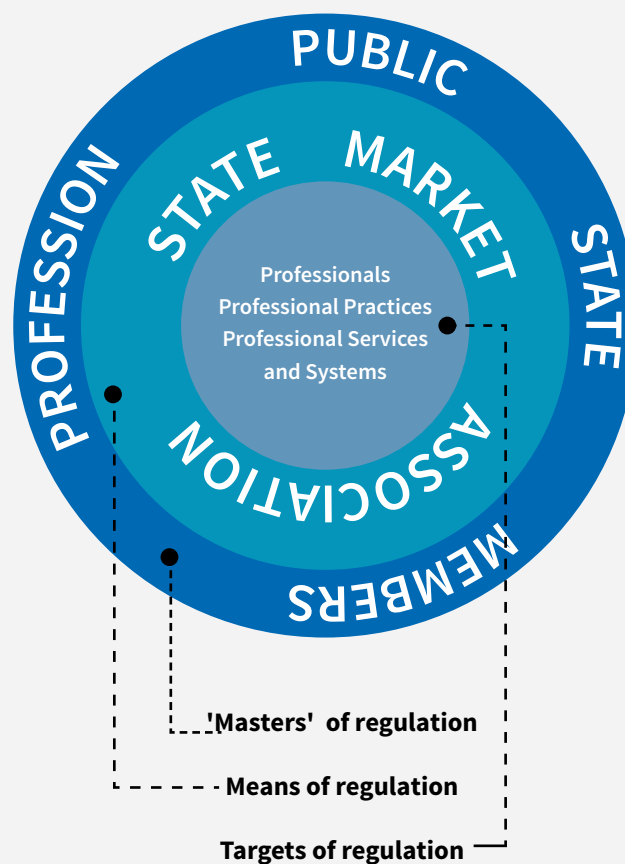 PUBLIC
PROFESSION
STATE
MEMBERS
STATE
MARKET
ASSOCIATION
Professionals
Professional Practices
Professional Services
and Systems
'Masters' of regulation
Means of regulation
Targets of regulation